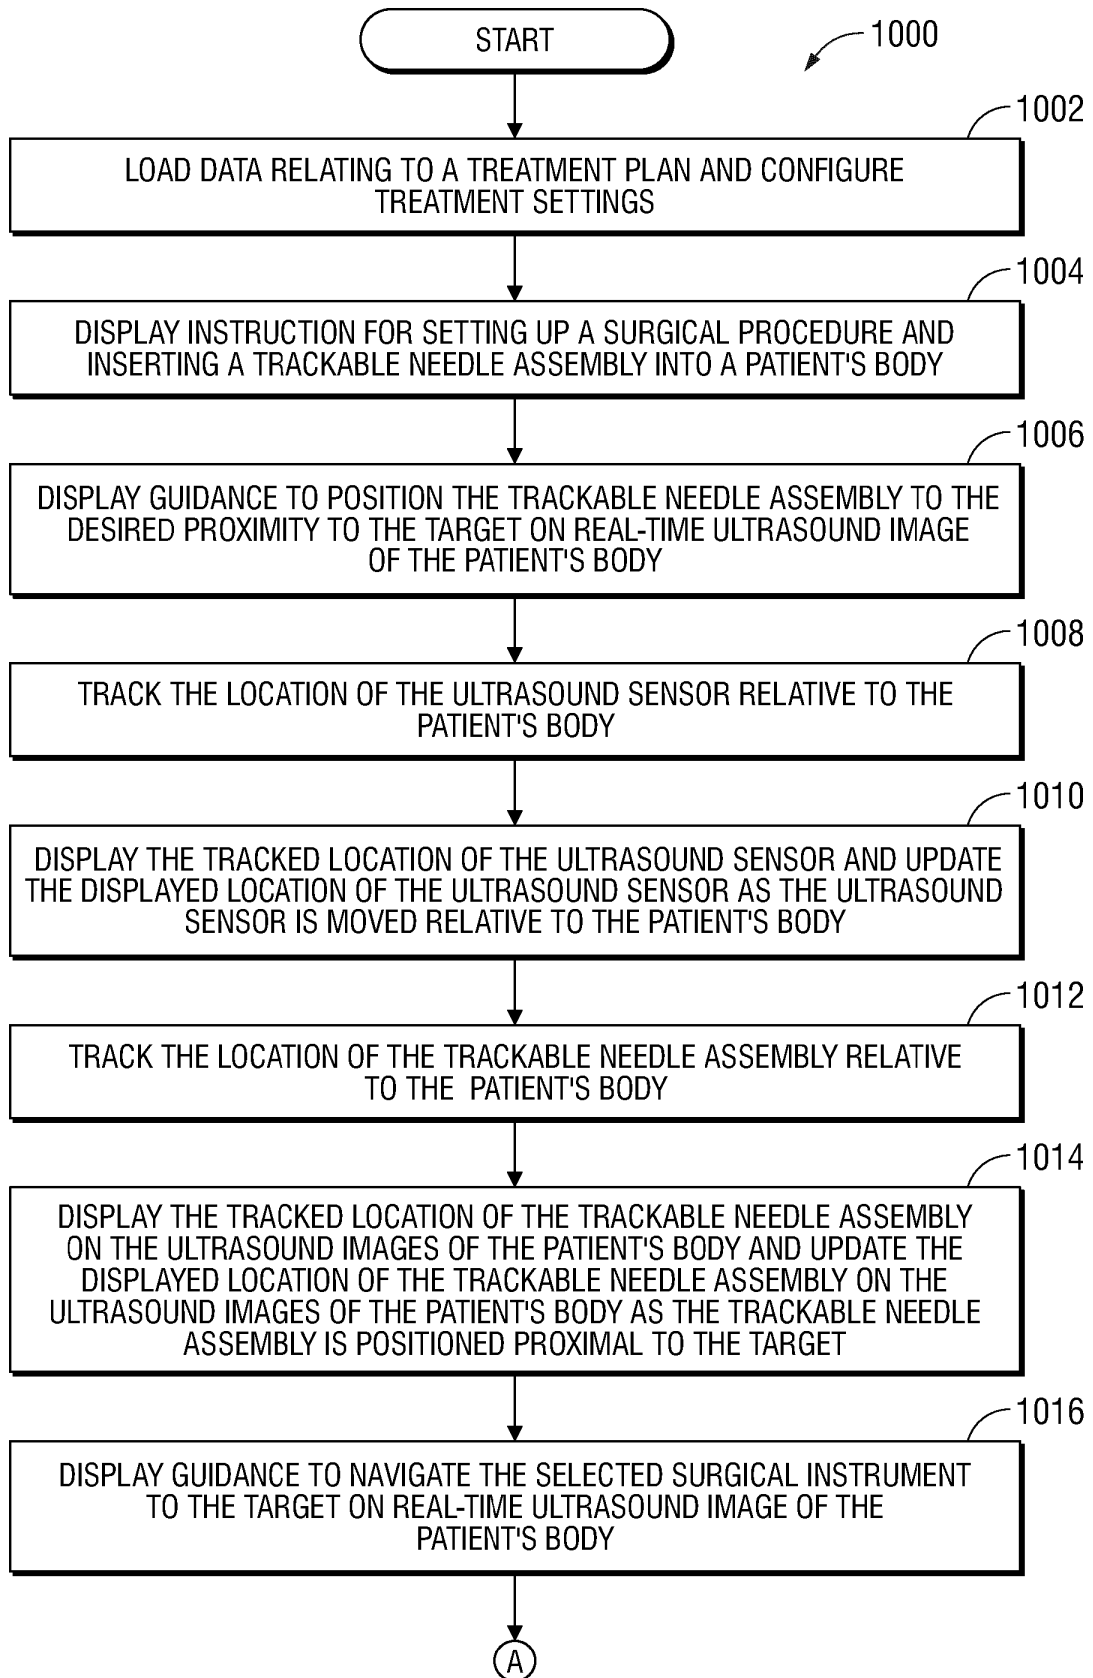 START
1000
1002
LOAD DATA RELATING TO A TREATMENT PLAN AND CONFIGURE
TREATMENT SETTINGS
1004
DISPLAY INSTRUCTION FOR SETTING UP A SURGICAL PROCEDURE AND
INSERTING A TRACKABLE NEEDLE ASSEMBLY INTO A PATIENT'S BODY
1006
DISPLAY GUIDANCE TO POSITION THE TRACKABLE NEEDLE ASSEMBLY TO THE
DESIRED PROXIMITY TO THE TARGET ON REAL-TIME ULTRASOUND IMAGE
OF THE PATIENT'S BODY
1008
TRACK THE LOCATION OF THE ULTRASOUND SENSOR RELATIVE TO THE
PATIENT'S BODY
1010
DISPLAY THE TRACKED LOCATION OF THE ULTRASOUND SENSOR AND UPDATE
THE DISPLAYED LOCATION OF THE ULTRASOUND SENSOR AS THE ULTRASOUND
SENSOR IS MOVED RELATIVE TO THE PATIENT'S BODY
1012
TRACK THE LOCATION OF THE TRACKABLE NEEDLE ASSEMBLY RELATIVE
TO THE PATIENT'S BODY
1014
DISPLAY THE TRACKED LOCATION OF THE TRACKABLE NEEDLE ASSEMBLY
ON THE ULTRASOUND IMAGES OF THE PATIENT'S BODY AND UPDATE THE
DISPLAYED LOCATION OF THE TRACKABLE NEEDLE ASSEMBLY ON THE
ULTRASOUND IMAGES OF THE PATIENT'S BODY AS THE TRACKABLE NEEDLE
ASSEMBLY IS POSITIONED PROXIMAL TO THE TARGET
1016
DISPLAY GUIDANCE TO NAVIGATE THE SELECTED SURGICAL INSTRUMENT
TO THE TARGET ON REAL-TIME ULTRASOUND IMAGE OF THE
PATIENT'S BODY
A